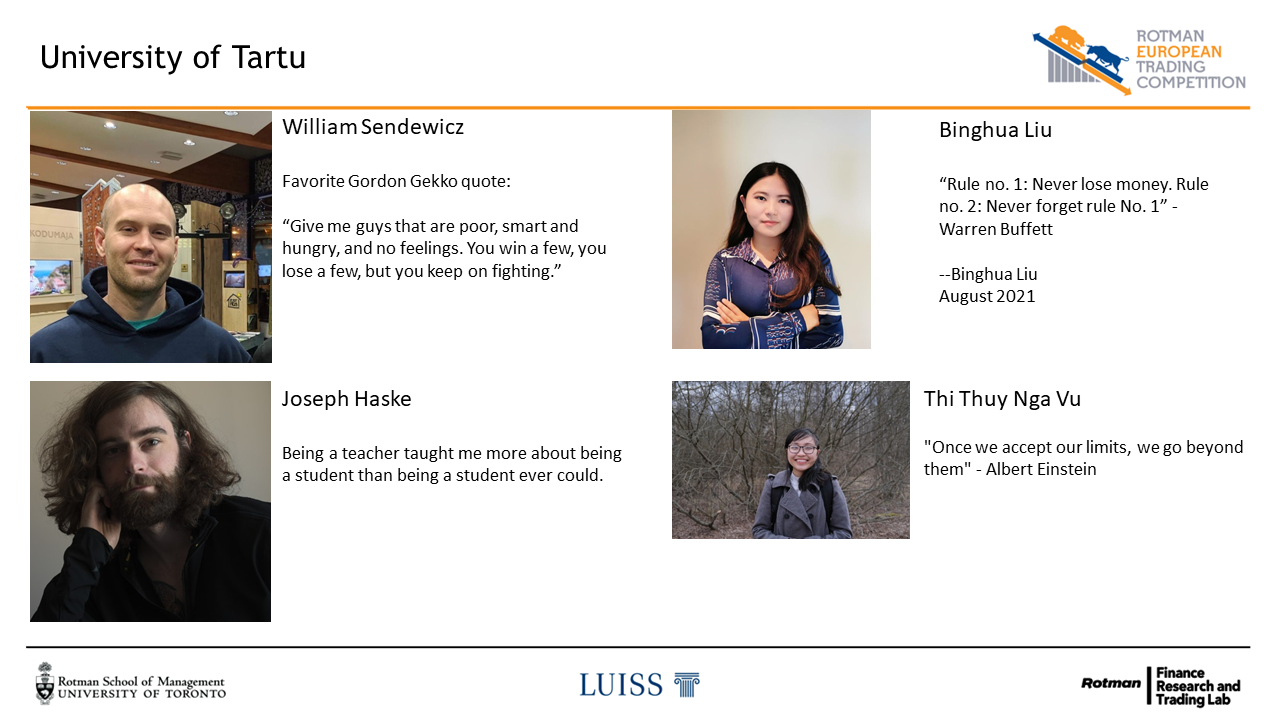 University of Tartu
ROTMAN
EUROPEAN
TRADING
COMPETITION
William Sendewicz
Favorite Gordon Gekko quote:
“Give me guys that are poor, smart and
hungry, and no feelings. You win a few, you
lose a few, but you keep on fighting.”
KODUMAJA
Binghua Liu
“Rule no. 1: Never lose money. Rule
no. 2: Never forget rule No. 1” -
Warren Buffett
--Binghua Liu
August 2021
Joseph Haske
Being a teacher taught me more about being
a student than being a student ever could.
Thi Thuy Nga Vu
"Once we accept our limits, we go beyond
them" - Albert Einstein
Rotman School of Management
UNIVERSITY OF TORONTO
LUISS
Rotman
Finance
Research and
Trading Lab